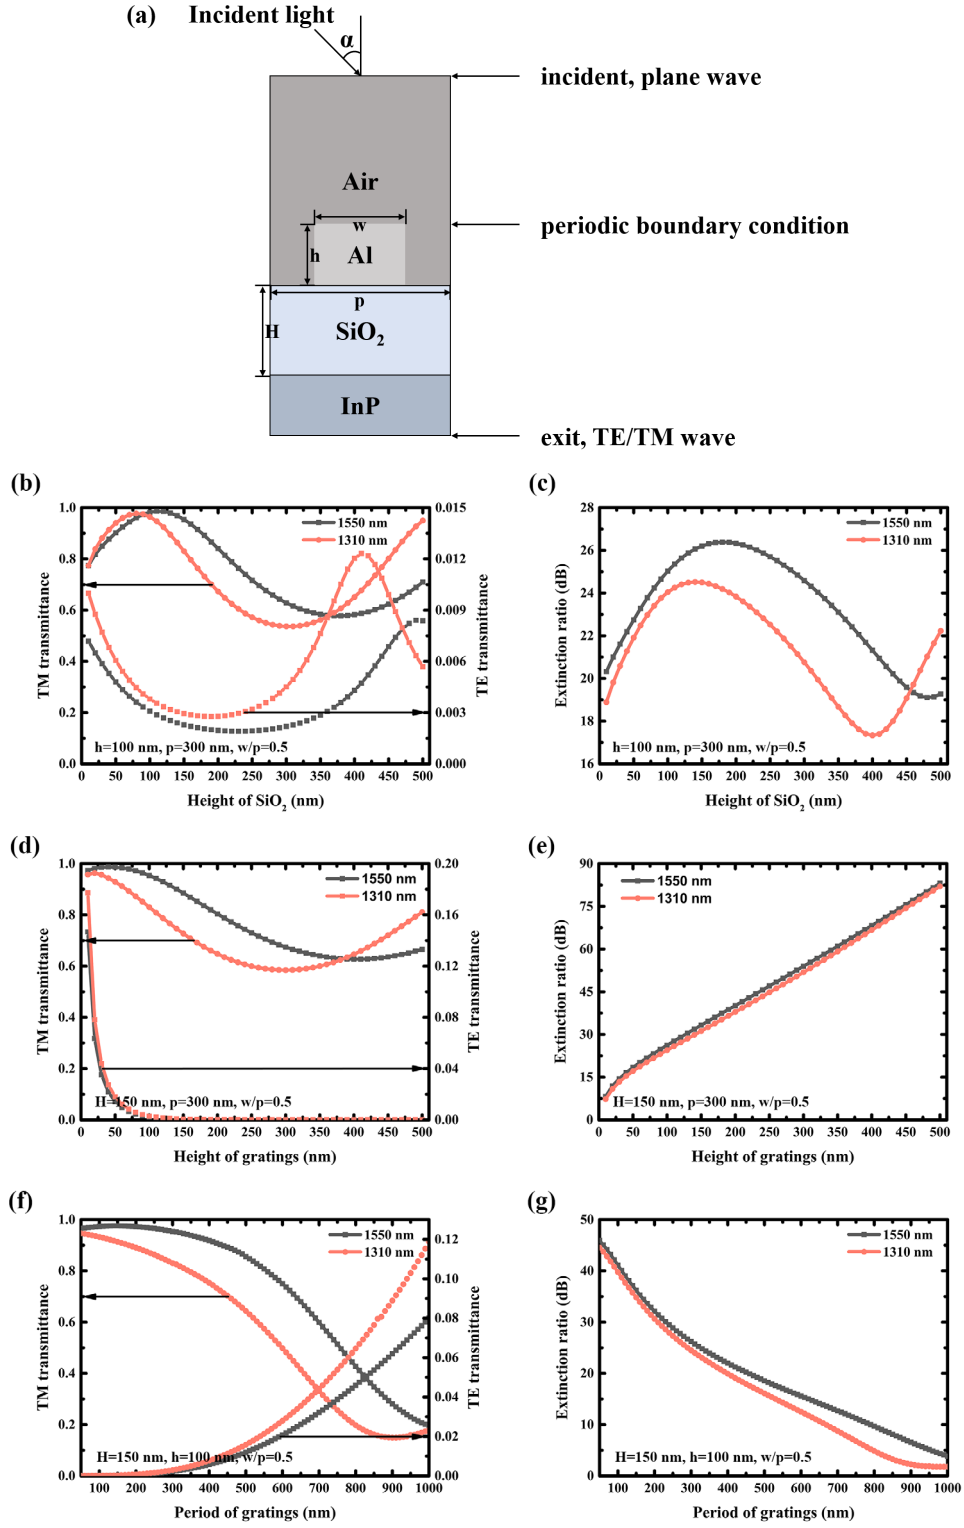 (a)
Incident light
α
incident, plane wave
Air
w
periodic boundary condition
h
Al
p
H
SiO2
InP
exit, TE/TM wave
(b)
1.0
0.8
0.6
0.4
0.2
0.0
TM transmittance
0.015
0.012
0.009
0.006
0.003
0.000
TE transmittance
1550 nm
1310 nm
h=100 nm, p=300 nm, w/p=0.5
0 50 100 150 200 250 300 350 400 450 500
Height of SiO2 (nm)
(c)
28
26
24
22
20
18
16
Extinction ratio (dB)
1550 nm
1310 nm
h=100 nm, p=300 nm, w/p=0.5
0 50 100 150 200 250 300 350 400 450 500
Height of SiO2 (nm)
(d)
1.0
0.8
0.6
0.4
0.2
0.0
TM transmittance
0.20
0.16
0.12
0.08
0.04
0.00
TE transmittance
1550 nm
1310 nm
H=150 nm, p=300 nm, w/p=0.5
0 50 100 150 200 250 300 350 400 450 500
Height of gratings (nm)
(e)
90
75
60
45
30
15
0
Extinction ratio (dB)
1550 nm
1310 nm
H=150 nm, p=300 nm, w/p=0.5
0 50 100 150 200 250 300 350 400 450 500
Height of gratings (nm)
(f)
1.0
0.8
0.6
0.4
0.2
0.0
TM transmittance
0.12
0.10
0.08
0.06
0.04
0.02
0.00
TE transmittance
1550 nm
1310 nm
H=150 nm, h=100 nm, w/p=0.5
100 200 300 400 500 600 700 800 900 1000
Period of gratings (nm)
(g)
50
40
30
20
10
0
Extinction ratio (dB)
1550 nm
1310 nm
H=150 nm, h=100 nm, w/p=0.5
100 200 300 400 500 600 700 800 900 1000
Period of gratings (nm)